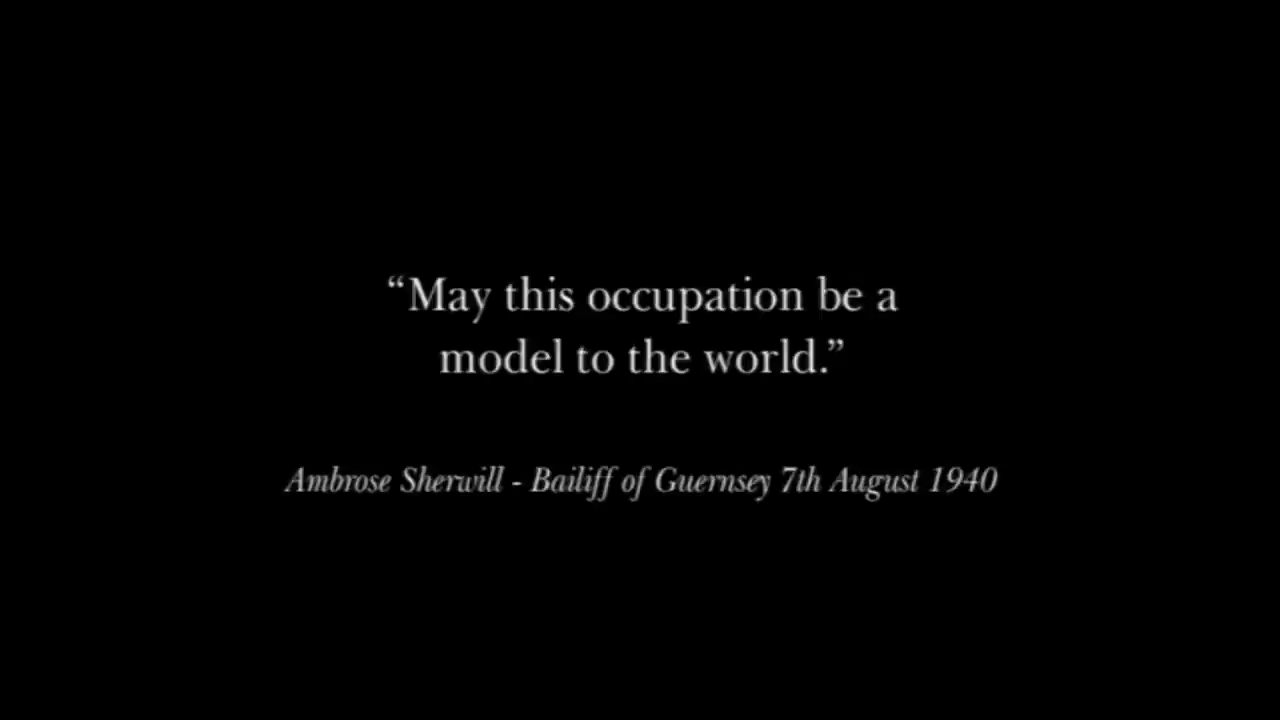 “May this occupation be a
model to the world.”
Ambrose Sherwill - Bailiff of Guernsey 7th August 1940